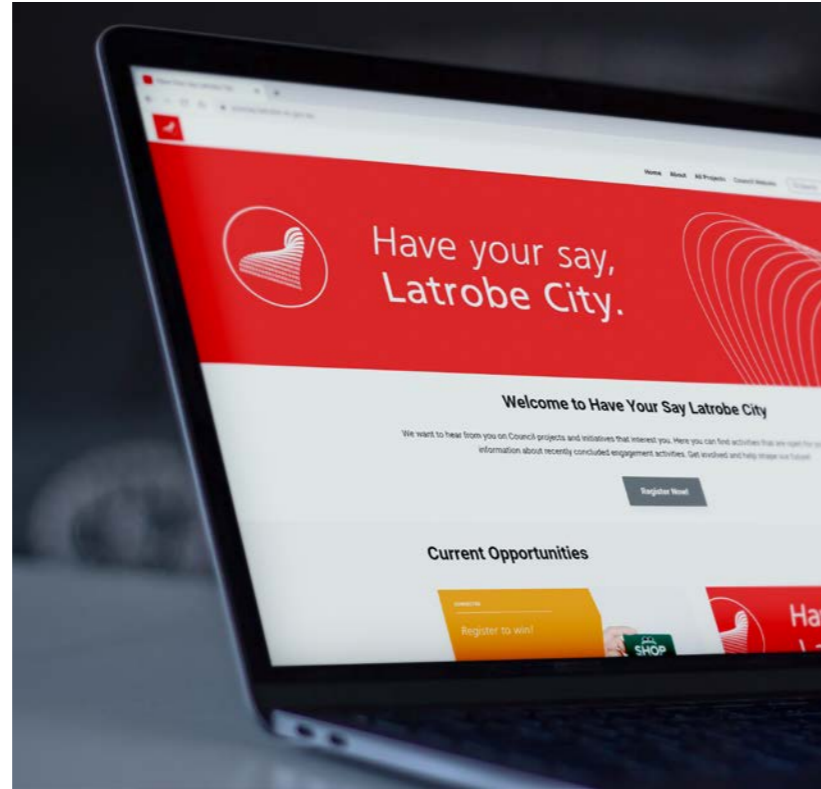 Home About All Projects Council Website Search
Have your say,
Latrobe City.
Welcome to Have Your Say Latrobe City
We want to hear from you on Council projects and initiatives that interest you. Here you can find activities that are open for
information about recently concluded engagement activities. Get involved and help shape our future!
Register Now!
Current Opportunities
Register to win!
SHOP
Ha